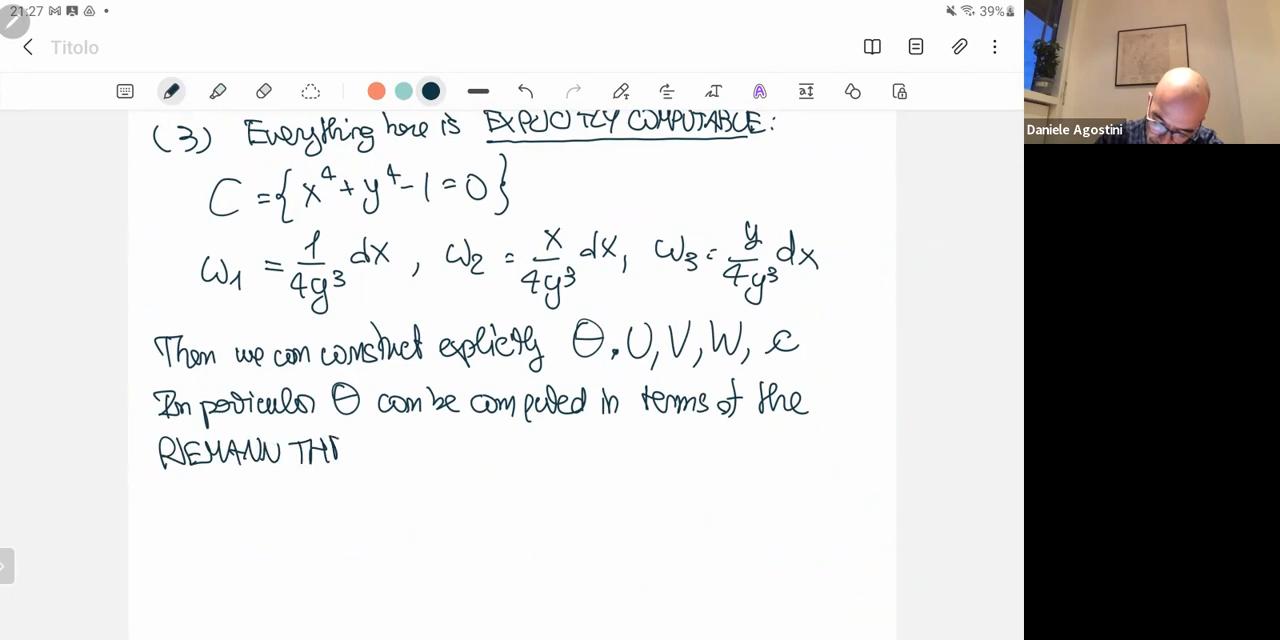 21:27
39%
Titolo
(3) Everything here is EXPLICITLY COMPUTABLE:
C = { x⁴ + y⁴ - 1 = 0 }
ω₁ = 1/4y³ dx, ω₂ = x/4y³ dx, ω₃ = y/4y³ dx
Then we can construct explicitly Θ, U, V, W, c
In particular Θ can be computed in terms of the
RIEMANN THE
Daniele Agostini